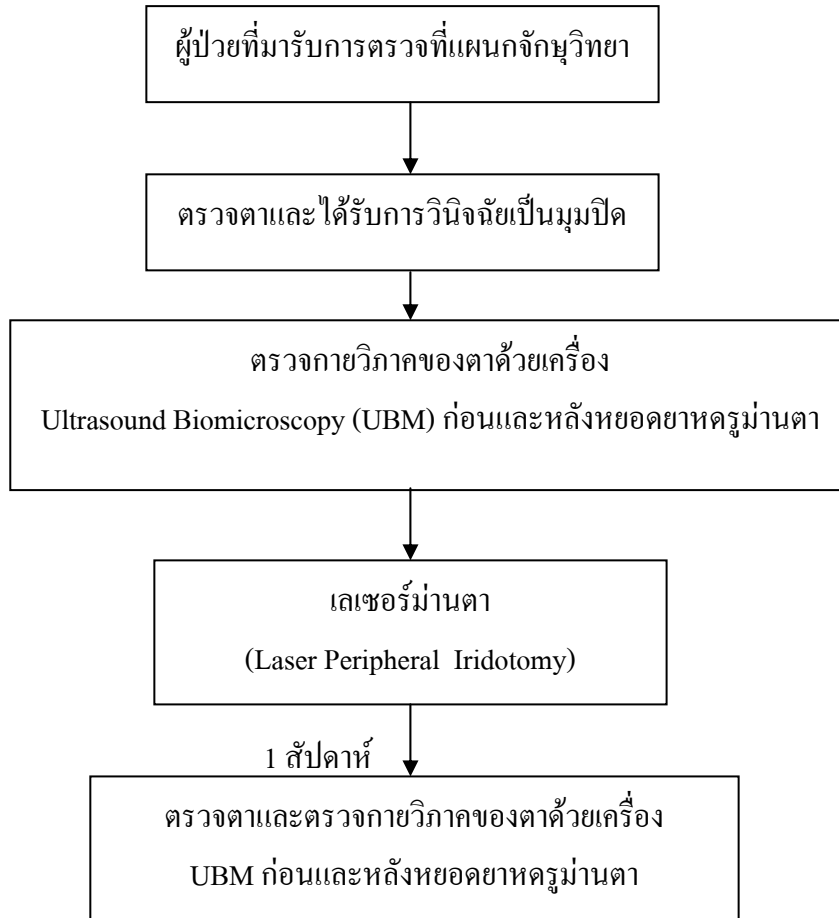 ผู้ป่วยที่มารับการตรวจที่แผนกจักษุวิทยา
ตรวจตาและได้รับการวินิจฉัยเป็นมุมปิด
ตรวจกายวิภาคของตาด้วยเครื่อง
Ultrasound Biomicroscopy (UBM) ก่อนและหลังหยอดยาหดรูม่านตา
เลเซอร์ม่านตา
(Laser Peripheral Iridotomy)
1 สัปดาห์
ตรวจตาและตรวจกายวิภาคของตาด้วยเครื่อง
UBM ก่อนและหลังหยอดยาหดรูม่านตา